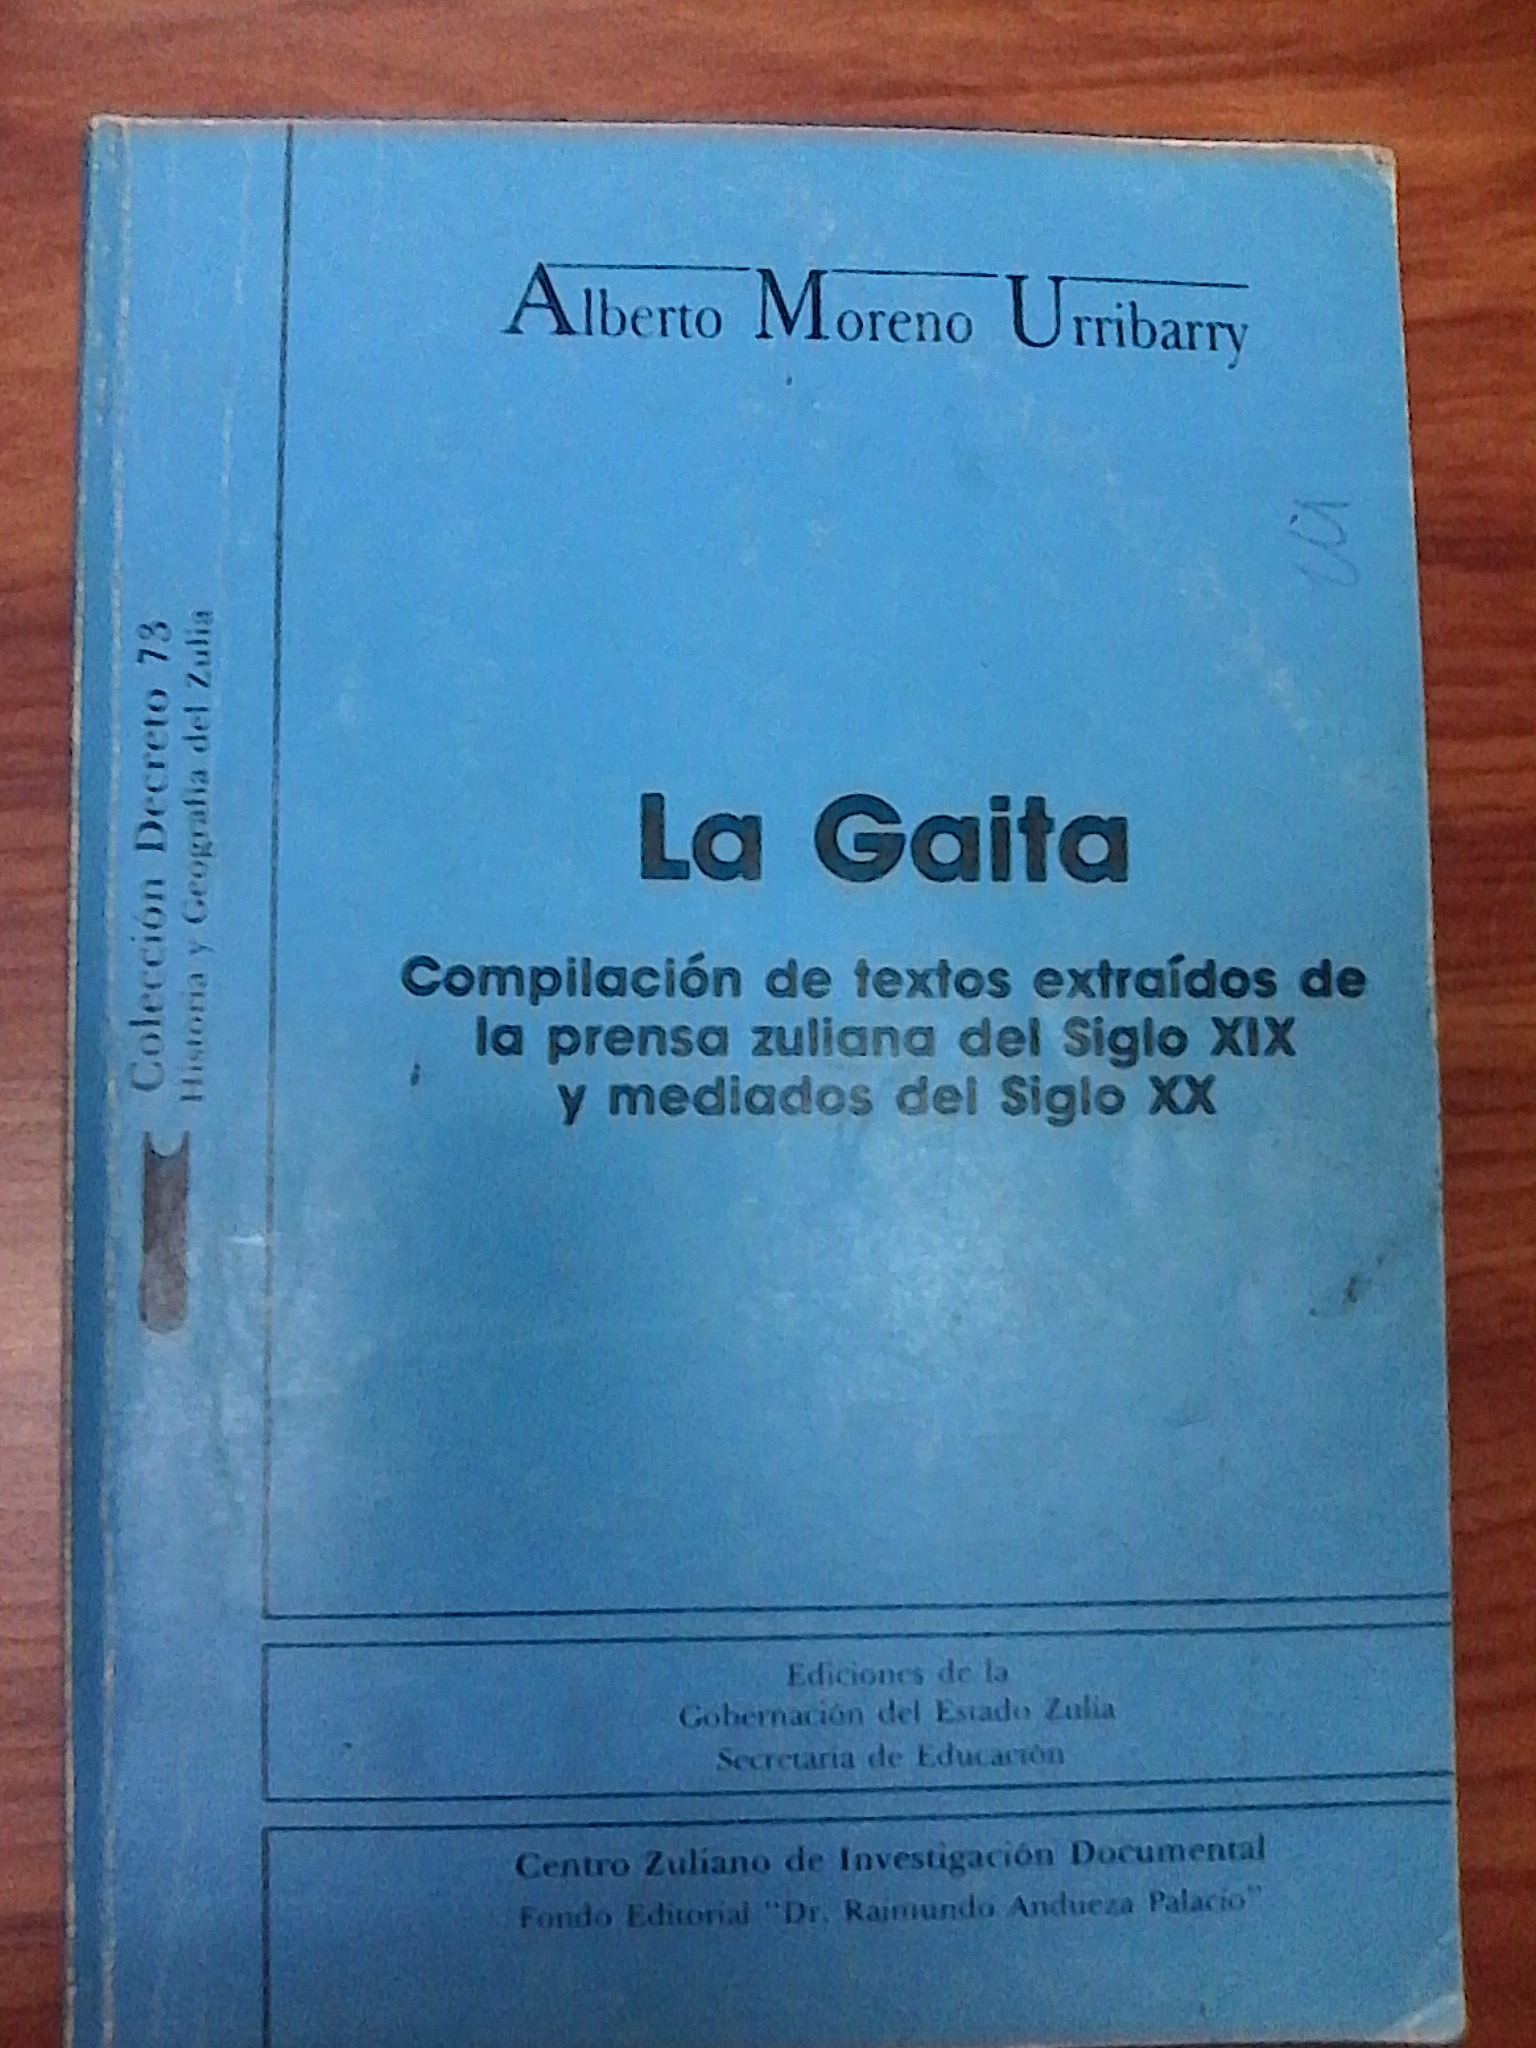 Alberto Moreno Urribarry
Colección Decreto 73
Historia y Geografía del Zulia
La Gaita
Compilación de textos extraídos de
la prensa zuliana del Siglo XIX
y mediados del Siglo XX
Ediciones de la
Gobernación del Estado Zulia
Secretaría de Educación
Centro Zuliano de Investigación Documental
Fondo Editorial "Dr. Raimundo Andueza Palacio"